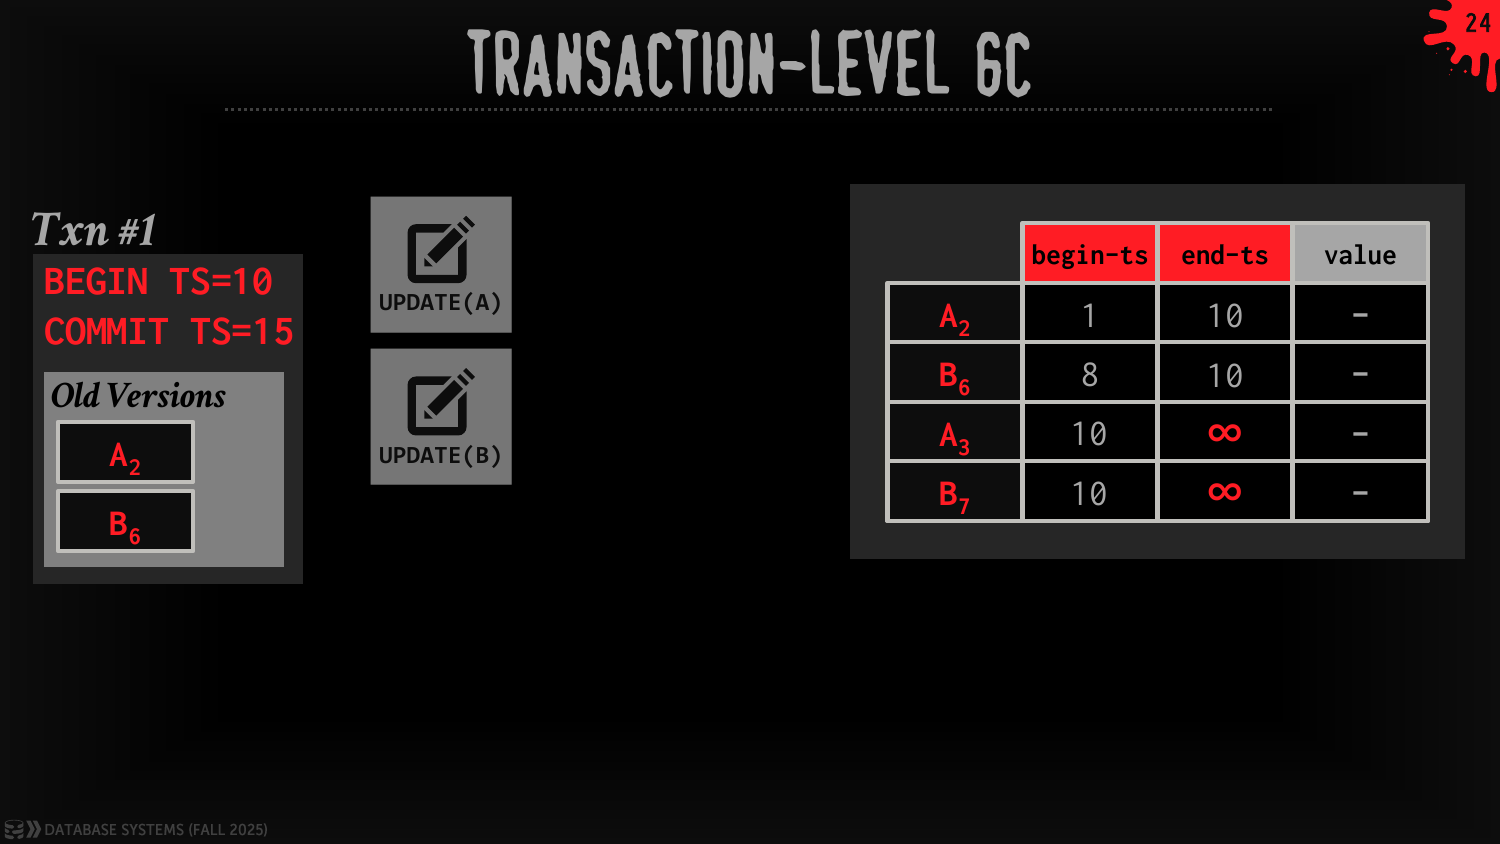 TRANSACTION-LEVEL GC
24
Txn #1
BEGIN TS=10
COMMIT TS=15
Old Versions
A2
B6
UPDATE(A)
UPDATE(B)
begin-ts end-ts value
A2 1 10 -
B6 8 10 -
A3 10 ∞ -
B7 10 ∞ -
DATABASE SYSTEMS (FALL 2025)